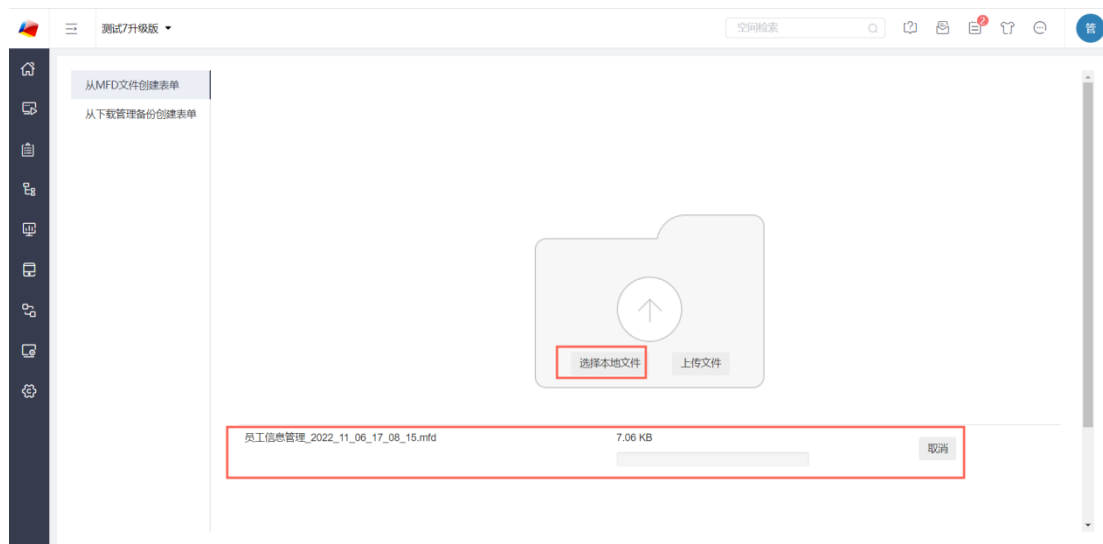 测试7升级版
空间检索
2
管
从MFD文件创建表单
从下载管理备份创建表单
选择本地文件 上传文件
员工信息管理_2022_11_06_17_08_15.mfd 7.06 KB
取消